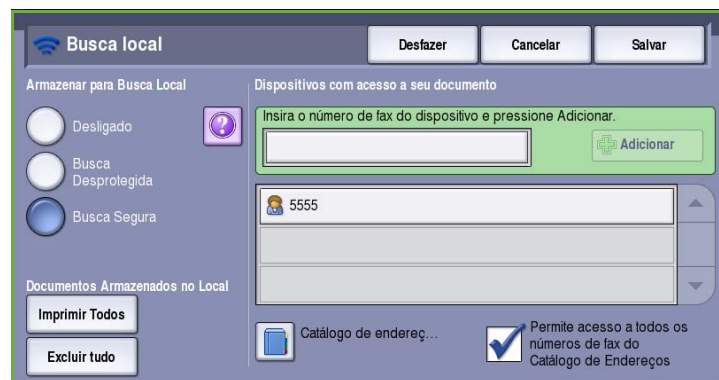 Busca local
Desfazer
Cancelar
Salvar
Armazenar para Busca Local
Desligado
Busca
Desprotegida
Busca Segura
Documentos Armazenados no Local
Imprimir Todos
Excluir tudo
Dispositivos com acesso a seu documento
Insira o número de fax do dispositivo e pressione Adicionar.
Adicionar
5555
Catálogo de endereç...
Permite acesso a todos os
números de fax do
Catálogo de Endereços